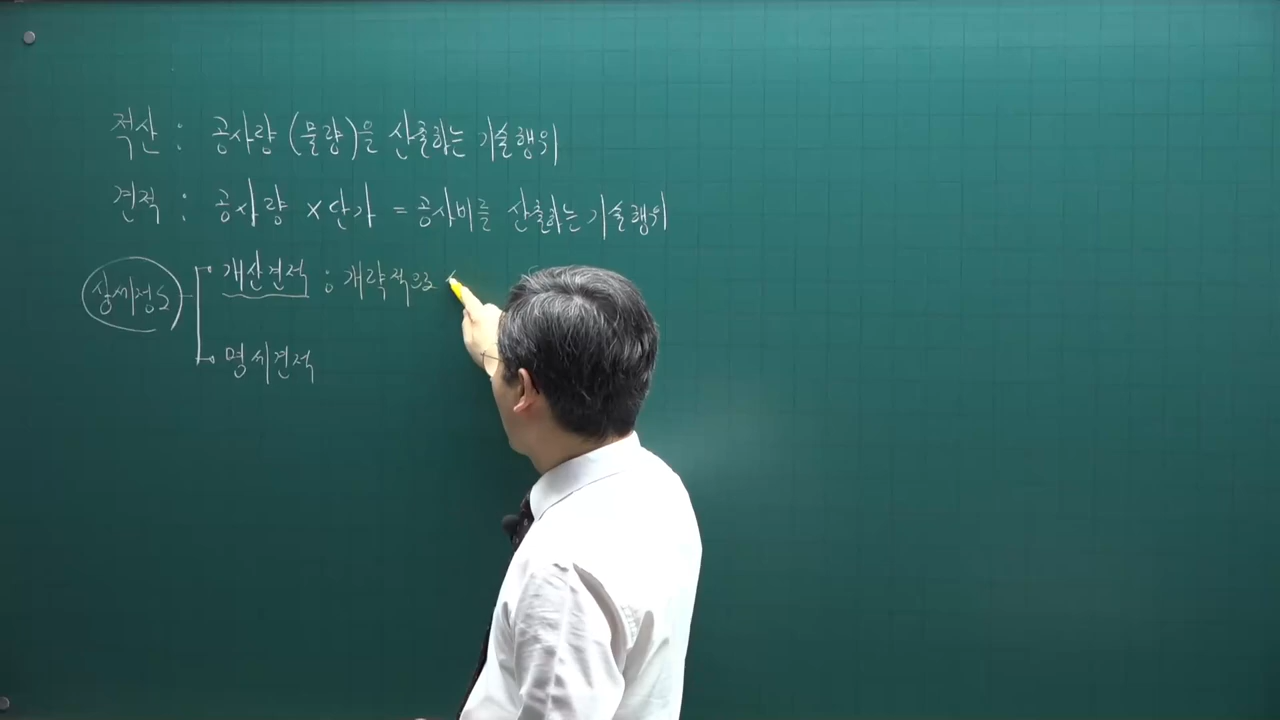 적산 : 공사량 (물량)을 산출하는 기술행위
견적 : 공사량 × 단가 = 공사비를 산출하는 기술행위
개산견적 : 개략적으로
상세정도
명세견적